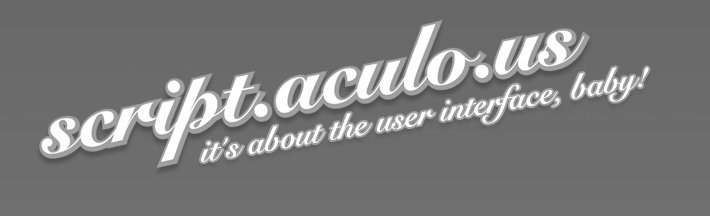 script.aculo.us
it's about the user interface, baby!